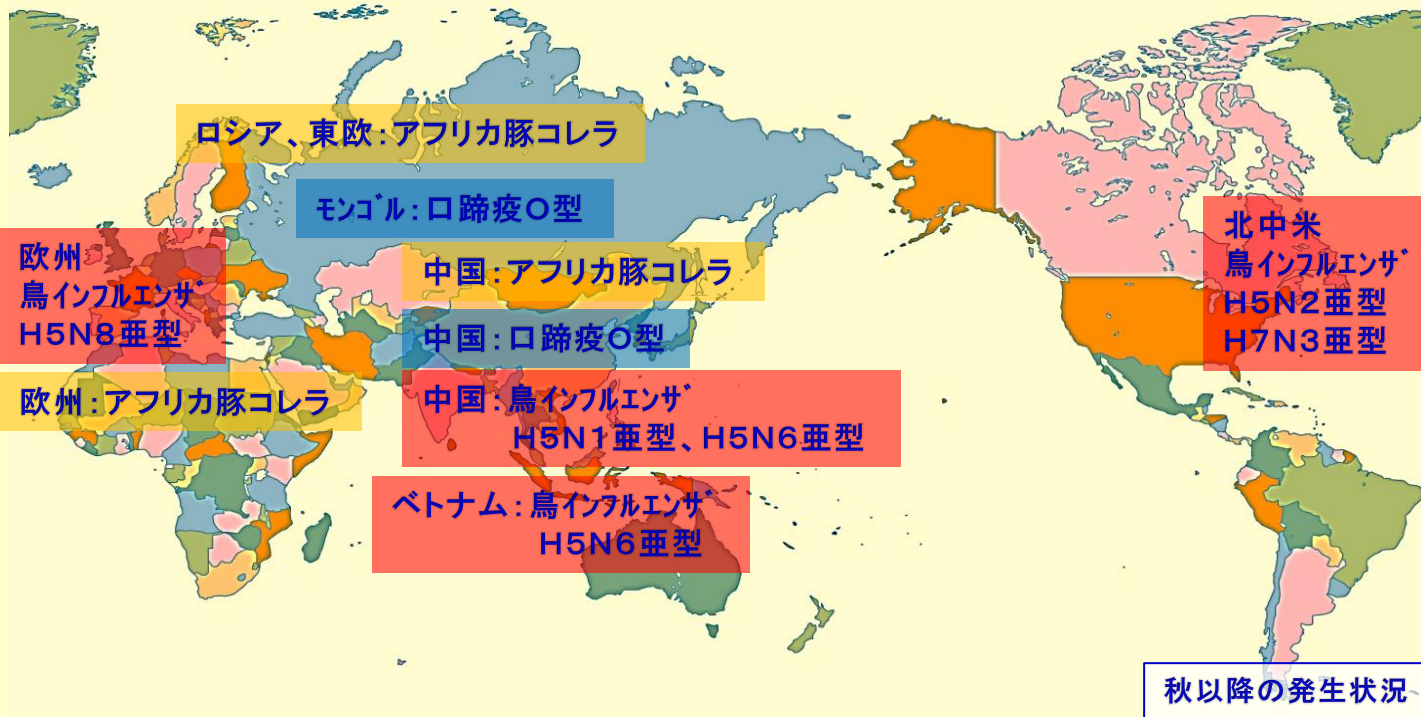 ロシア、東欧：アフリカ豚コレラ
モンゴル：口蹄疫O型
欧州
鳥インフルエンザ
H5N8亜型
欧州：アフリカ豚コレラ
中国：アフリカ豚コレラ
中国：口蹄疫O型
中国：鳥インフルエンザ
H5N1亜型、H5N6亜型
ベトナム：鳥インフルエンザ
H5N6亜型
北中米
鳥インフルエンザ
H5N2亜型
H7N3亜型
秋以降の発生状況